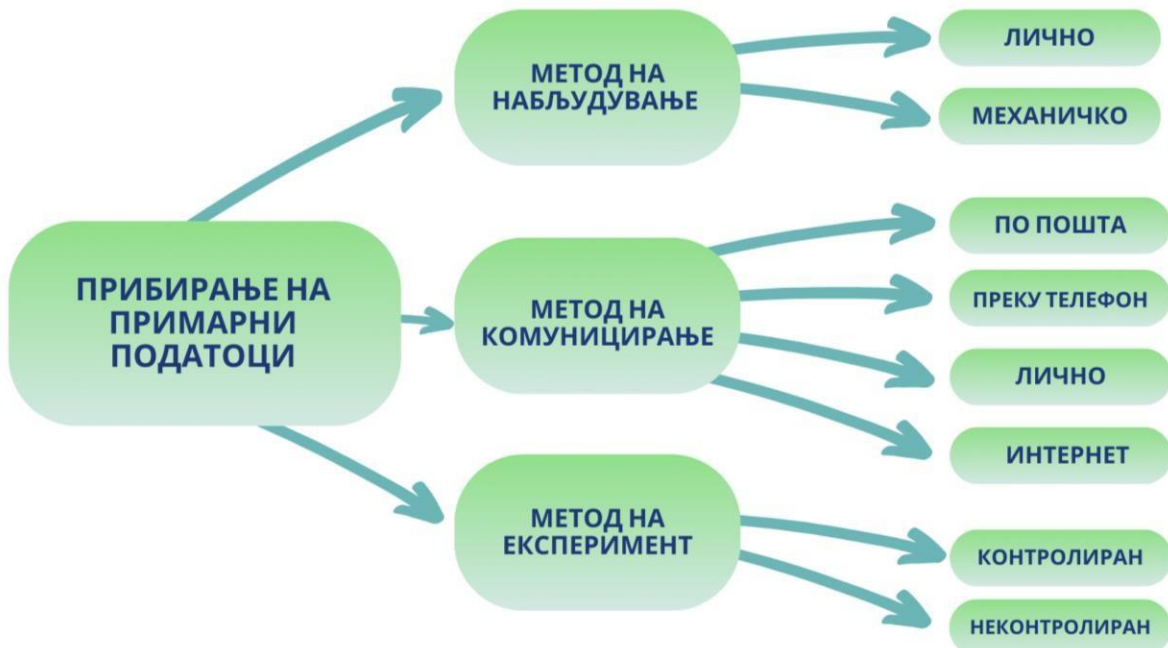 ПРИБИРАЊЕ НА
ПРИМАРНИ
ПОДАТОЦИ
МЕТОД НА
НАБЉУДУВАЊЕ
ЛИЧНО
МЕХАНИЧКО
МЕТОД НА
КОМУНИЦИРАЊЕ
ПО ПОШТА
ПРЕКУ ТЕЛЕФОН
ЛИЧНО
ИНТЕРНЕТ
МЕТОД НА
ЕКСПЕРИМЕНТ
КОНТРОЛИРАН
НЕКОНТРОЛИРАН